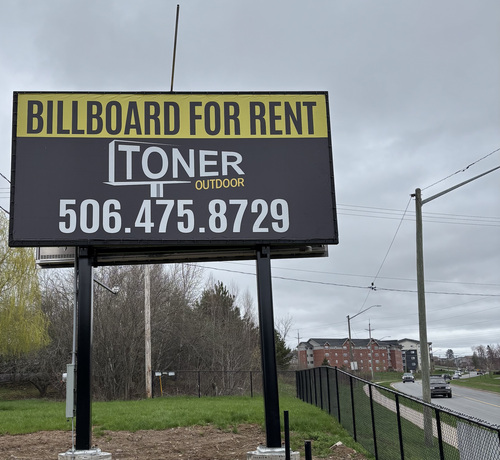 BILLBOARD FOR RENT
TONER
OUTDOOR
506.475.8729